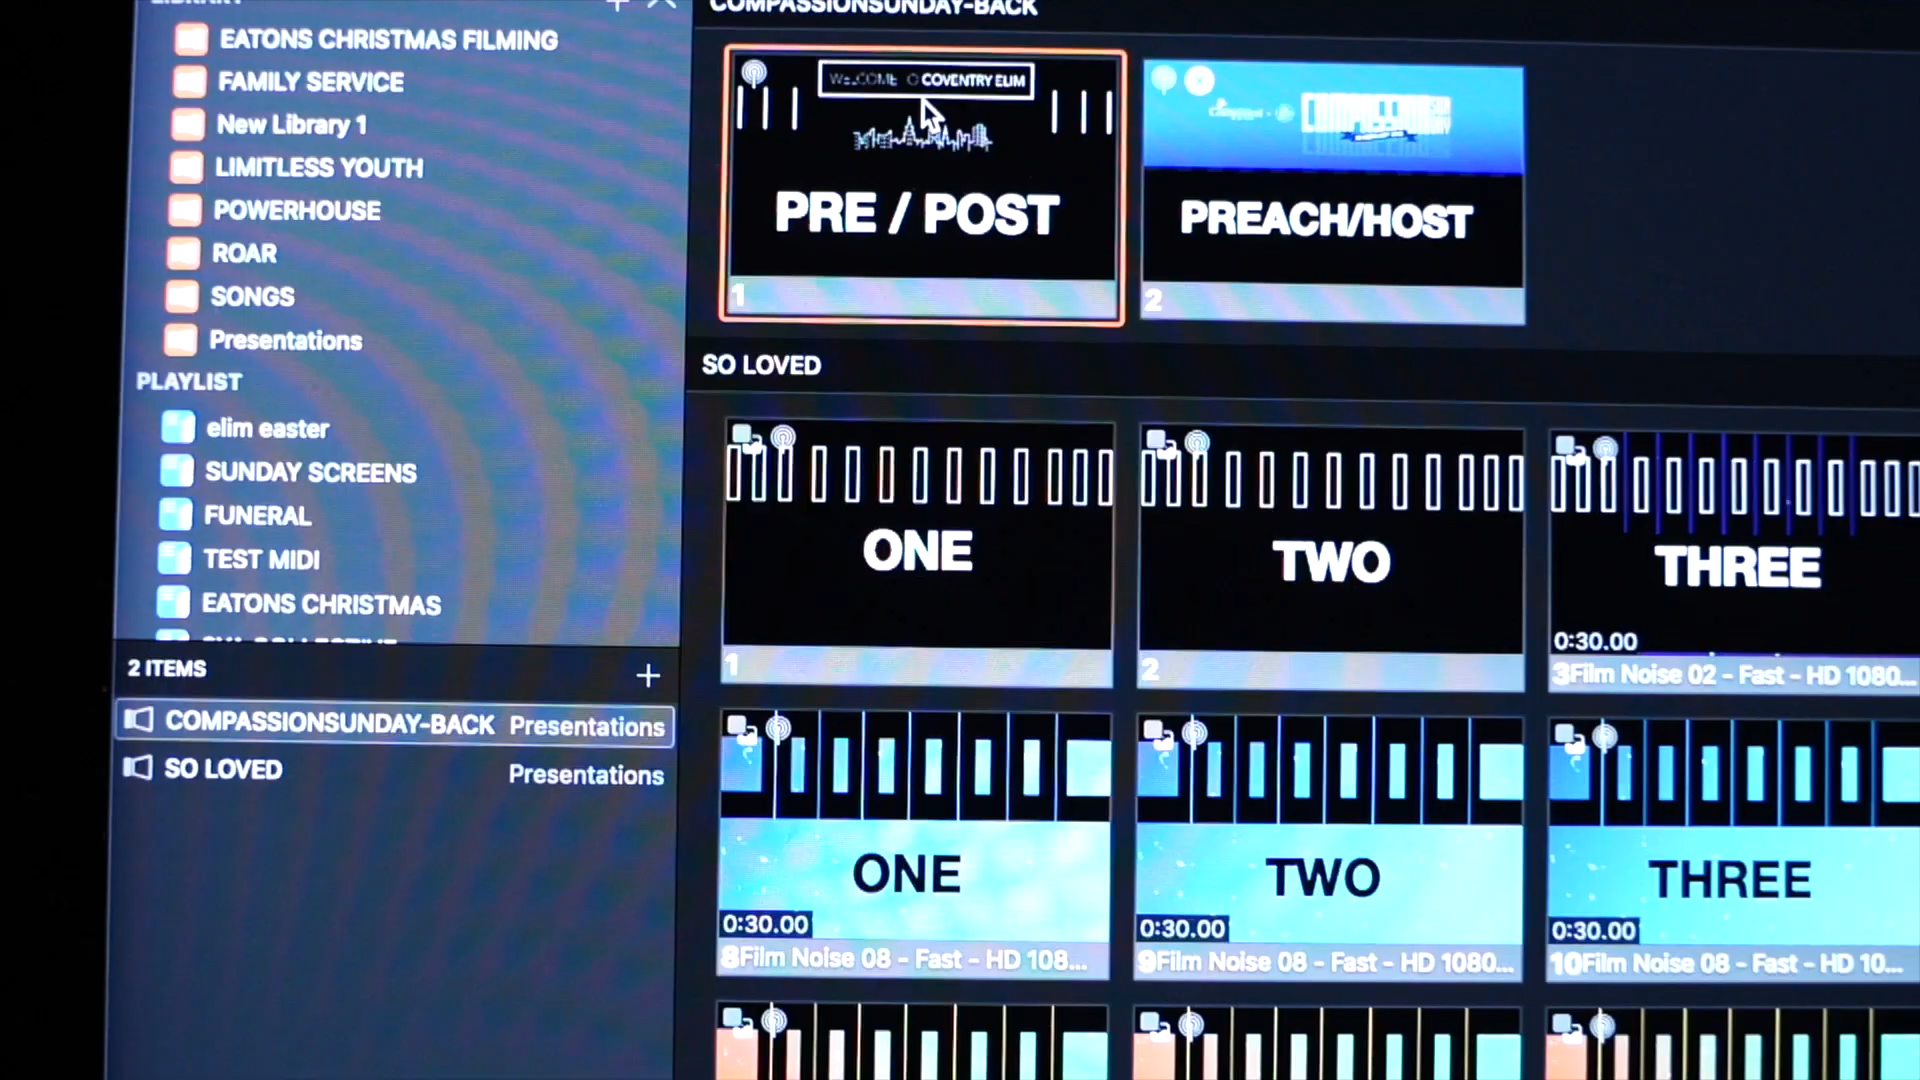 LIBRARY
EATONS CHRISTMAS FILMING
FAMILY SERVICE
New Library 1
LIMITLESS YOUTH
POWERHOUSE
ROAR
SONGS
Presentations
PLAYLIST
elim easter
SUNDAY SCREENS
FUNERAL
TEST MIDI
EATONS CHRISTMAS
2 ITEMS
COMPASSIONSUNDAY-BACK Presentations
SO LOVED Presentations
COMPASSIONSUNDAY-BACK
WELCOME O COVENTRY ELIM
PRE / POST
1
PREACH/HOST
2
SO LOVED
ONE
1
TWO
2
THREE
0:30.00
3Film Noise 02 - Fast - HD 1080...
ONE
0:30.00
8Film Noise 08 - Fast - HD 108...
TWO
0:30.00
9Film Noise 08 - Fast - HD 1080...
THREE
0:30.00
10Film Noise 08 - Fast - HD 10...